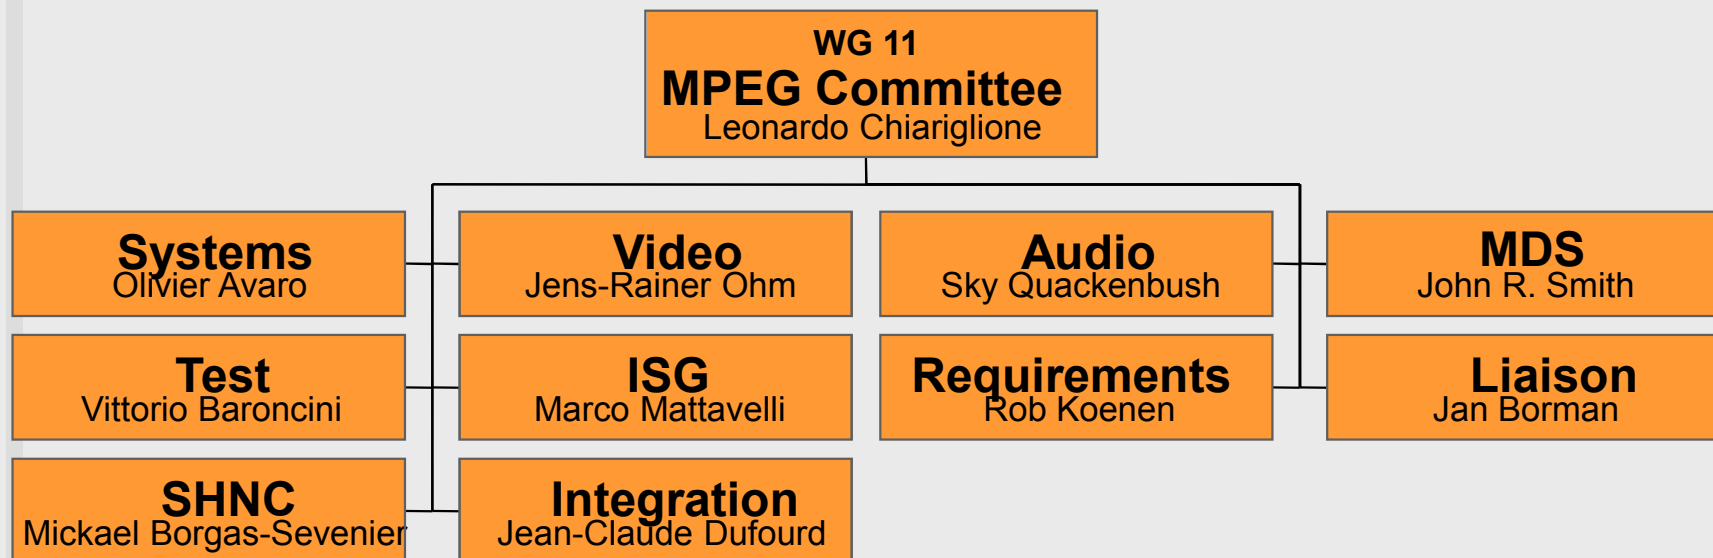 WG 11
MPEG Committee
Leonardo Chiariglione
Systems
Olivier Avaro
Video
Jens-Rainer Ohm
Audio
Sky Quackenbush
MDS
John R. Smith
Test
Vittorio Baroncini
ISG
Marco Mattavelli
Requirements
Rob Koenen
Liaison
Jan Borman
SHNC
Mickael Borgas-Sevenier
Integration
Jean-Claude Dufourd